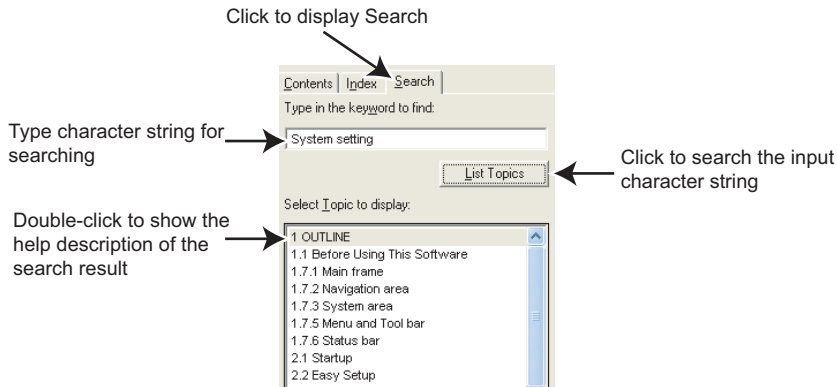 Click to display Search
Contents Index Search
Type in the keyword to find:
Type character string for
searching
System setting
List Topics
Click to search the input
character string
Select Topic to display:
Double-click to show the
help description of the
search result
1 OUTLINE
1.1 Before Using This Software
1.7.1 Main frame
1.7.2 Navigation area
1.7.3 System area
1.7.5 Menu and Tool bar
1.7.6 Status bar
2.1 Startup
2.2 Easy Setup